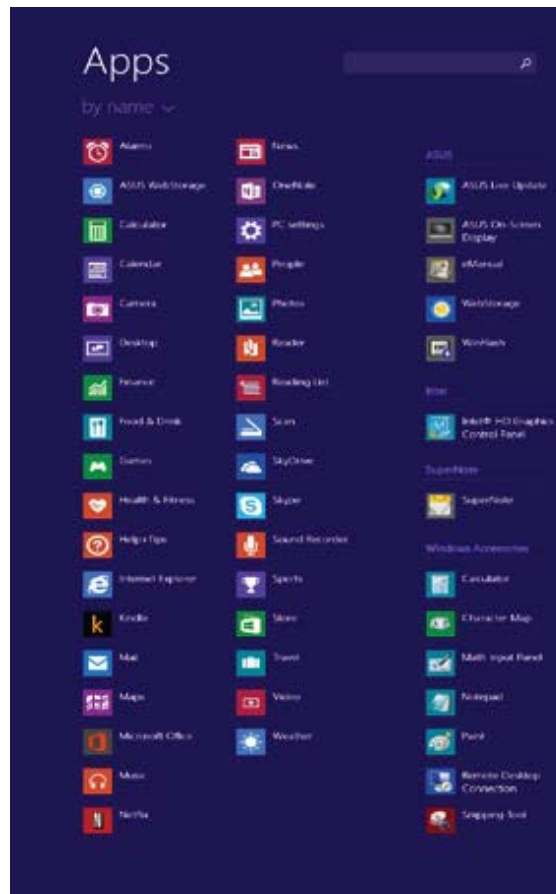 Apps
by name
Alarms
ASUS WebStorage
Calculator
Calendar
Camera
Desktop
Finance
Food & Drink
Games
Health & Fitness
Help+Tips
Internet Explorer
Kindle
Mail
Maps
Microsoft Office
Music
Netflix
News
OneNote
PC settings
People
Photos
Reader
Reading List
Scan
SkyDrive
Skype
Sound Recorder
Sports
Store
Travel
Video
Weather
ASUS
ASUS Live Update
ASUS On-Screen
Display
eManual
WebStorage
WinFlash
Intel
Intel® HD Graphics
Control Panel
SuperNote
SuperNote
Windows Accessories
Calculator
Character Map
Math Input Panel
Notepad
Paint
Remote Desktop
Connection
Snipping Tool